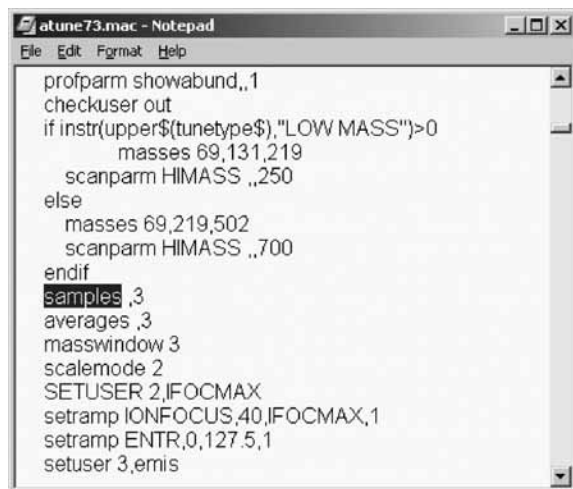 atune73.mac - Notepad
File Edit Format Help
profparm showabund,,1
checkuser out
if instr(upper$(tunetype$),"LOW MASS")>0
masses 69,131,219
scanparm HIMASS ,,250
else
masses 69,219,502
scanparm HIMASS ,,700
endif
samples ,3
averages ,3
masswindow 3
scalemode 2
SETUSER 2,IFOCMAX
setramp IONFOCUS,40,IFOCMAX,1
setramp ENTR,0,127.5,1
setuser 3,emis